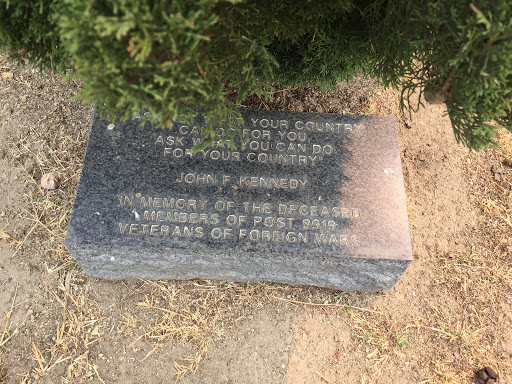 YOUR COUNTRY
CAN DO FOR YOU
ASK WHAT YOU CAN DO
FOR YOUR COUNTRY"
JOHN F. KENNEDY
IN MEMORY OF THE DECEASED
MEMBERS OF POST 9919
VETERANS OF FOREIGN WARS